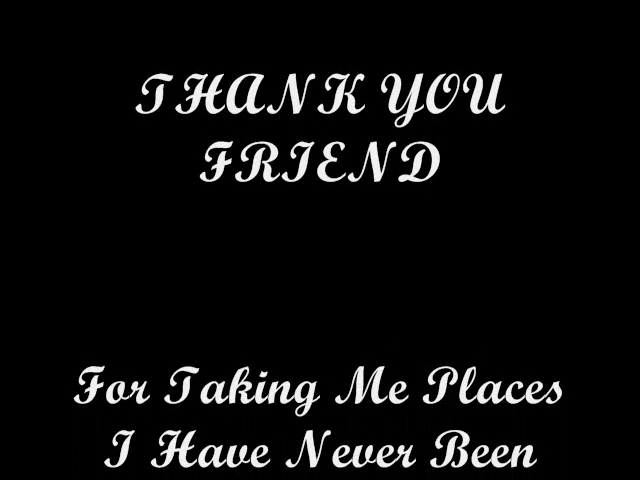 THANK YOU
FRIEND
For Taking Me Places
I Have Never Been